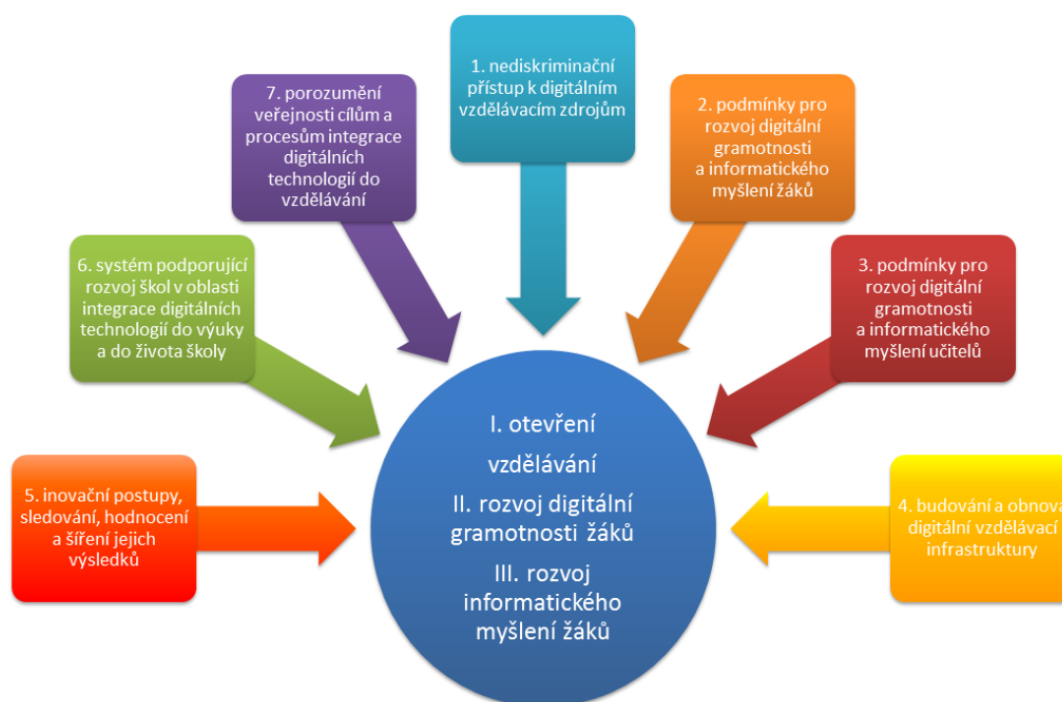 1. nediskriminační
přístup k digitálním
vzdělávacím zdrojům
2. podmínky pro
rozvoj digitální
gramotnosti
a informatického
myšlení žáků
3. podmínky pro
rozvoj digitální
gramotnosti
a informatického
myšlení učitelů
4. budování a obnova
digitální vzdělávací
infrastruktury
5. inovační postupy,
sledování, hodnocení
a šíření jejich
výsledků
6. systém podporující
rozvoj škol v oblasti
integrace digitálních
technologií do výuky
a do života školy
7. porozumění
veřejnosti cílům a
procesům integrace
digitálních
technologií do
vzdělávání
I. otevření
vzdělávání
II. rozvoj digitální
gramotnosti žáků
III. rozvoj
informatického
myšlení žáků